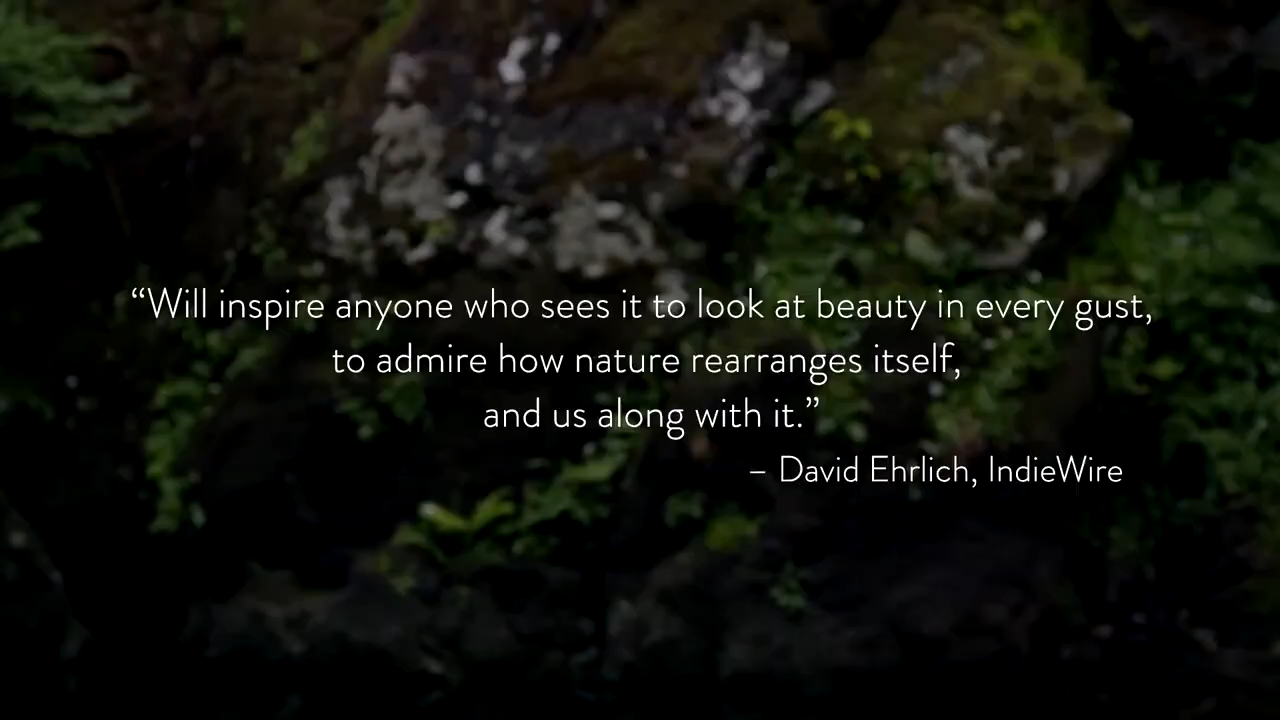 “Will inspire anyone who sees it to look at beauty in every gust,
to admire how nature rearranges itself,
and us along with it.”
– David Ehrlich, IndieWire